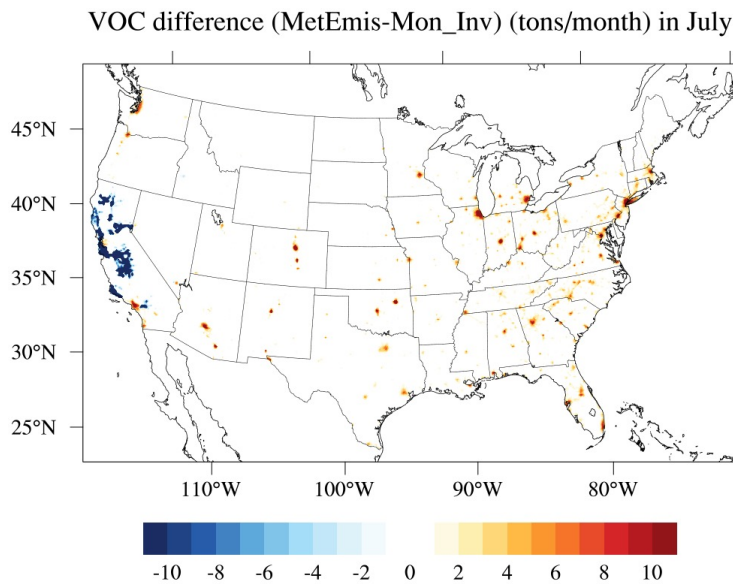 VOC difference (MetEmis-Mon_Inv) (tons/month) in July
45°N
40°N
35°N
30°N
25°N
110°W 100°W 90°W 80°W
-10 -8 -6 -4 -2 0 2 4 6 8 10